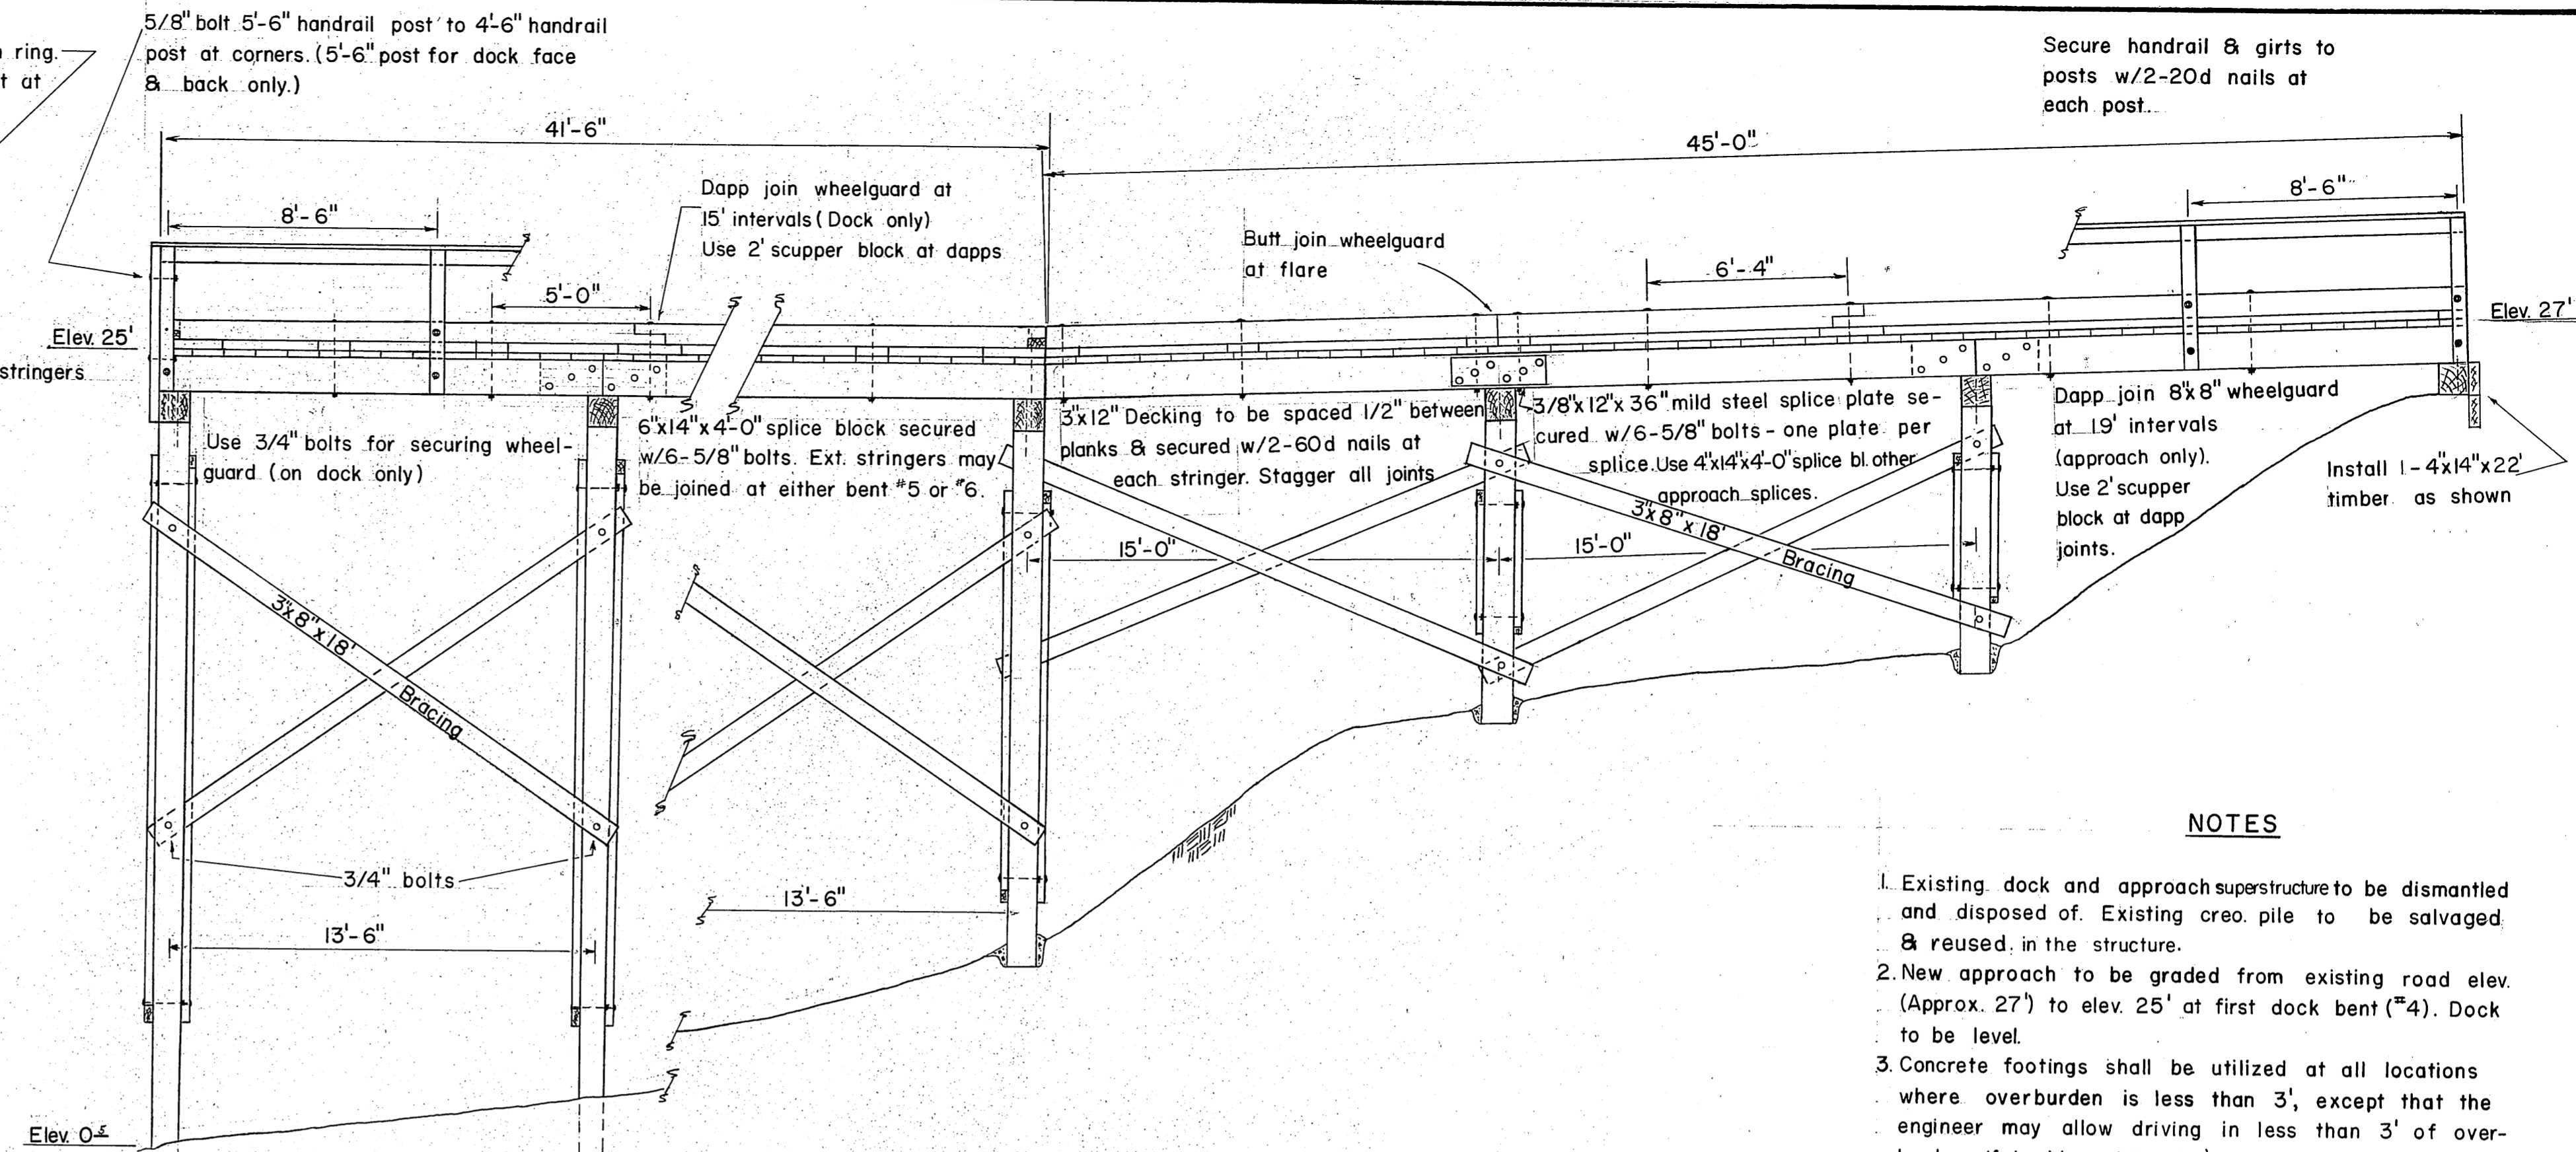 ring.
t at
stringers
5/8" bolt 5'-6" handrail post to 4'-6" handrail
post at corners. (5'-6" post for dock face
& back only.)
Secure handrail & girts to
posts w/2-20d nails at
each post.
41'-6"
45'-0"
8'-6"
Dapp join wheelguard at
15' intervals (Dock only)
Use 2' scupper block at dapps
5'-0"
Butt join wheelguard
at flare
6'-4"
8'-6"
Elev. 25'
Elev. 27'
Use 3/4" bolts for securing wheel-
guard (on dock only)
6"x14"x4'-0" splice block secured
w/6-5/8" bolts. Ext. stringers may
be joined at either bent #5 or #6.
3"x12" Decking to be spaced 1/2" between
planks & secured w/2-60d nails at
each stringer. Stagger all joints
3/8"x12"x36" mild steel splice plate se-
cured w/6-5/8" bolts - one plate per
splice. Use 4"x14"x4'-0" splice bl. other
approach splices.
Dapp join 8"x8" wheelguard
at 19' intervals
(approach only).
Use 2' scupper
block at dapp
joints.
Install 1-4"x14"x22'
timber as shown
3"x8"x18'
Bracing
15'-0"
15'-0"
3"x8"x18'
Bracing
3/4" bolts
13'-6"
13'-6"
Elev. 0.5
NOTES
1. Existing dock and approach superstructure to be dismantled
and disposed of. Existing creo. pile to be salvaged
& reused in the structure.
2. New approach to be graded from existing road elev.
(Approx. 27') to elev. 25' at first dock bent (#4). Dock
to be level.
3. Concrete footings shall be utilized at all locations
where overburden is less than 3', except that the
engineer may allow driving in less than 3' of over-